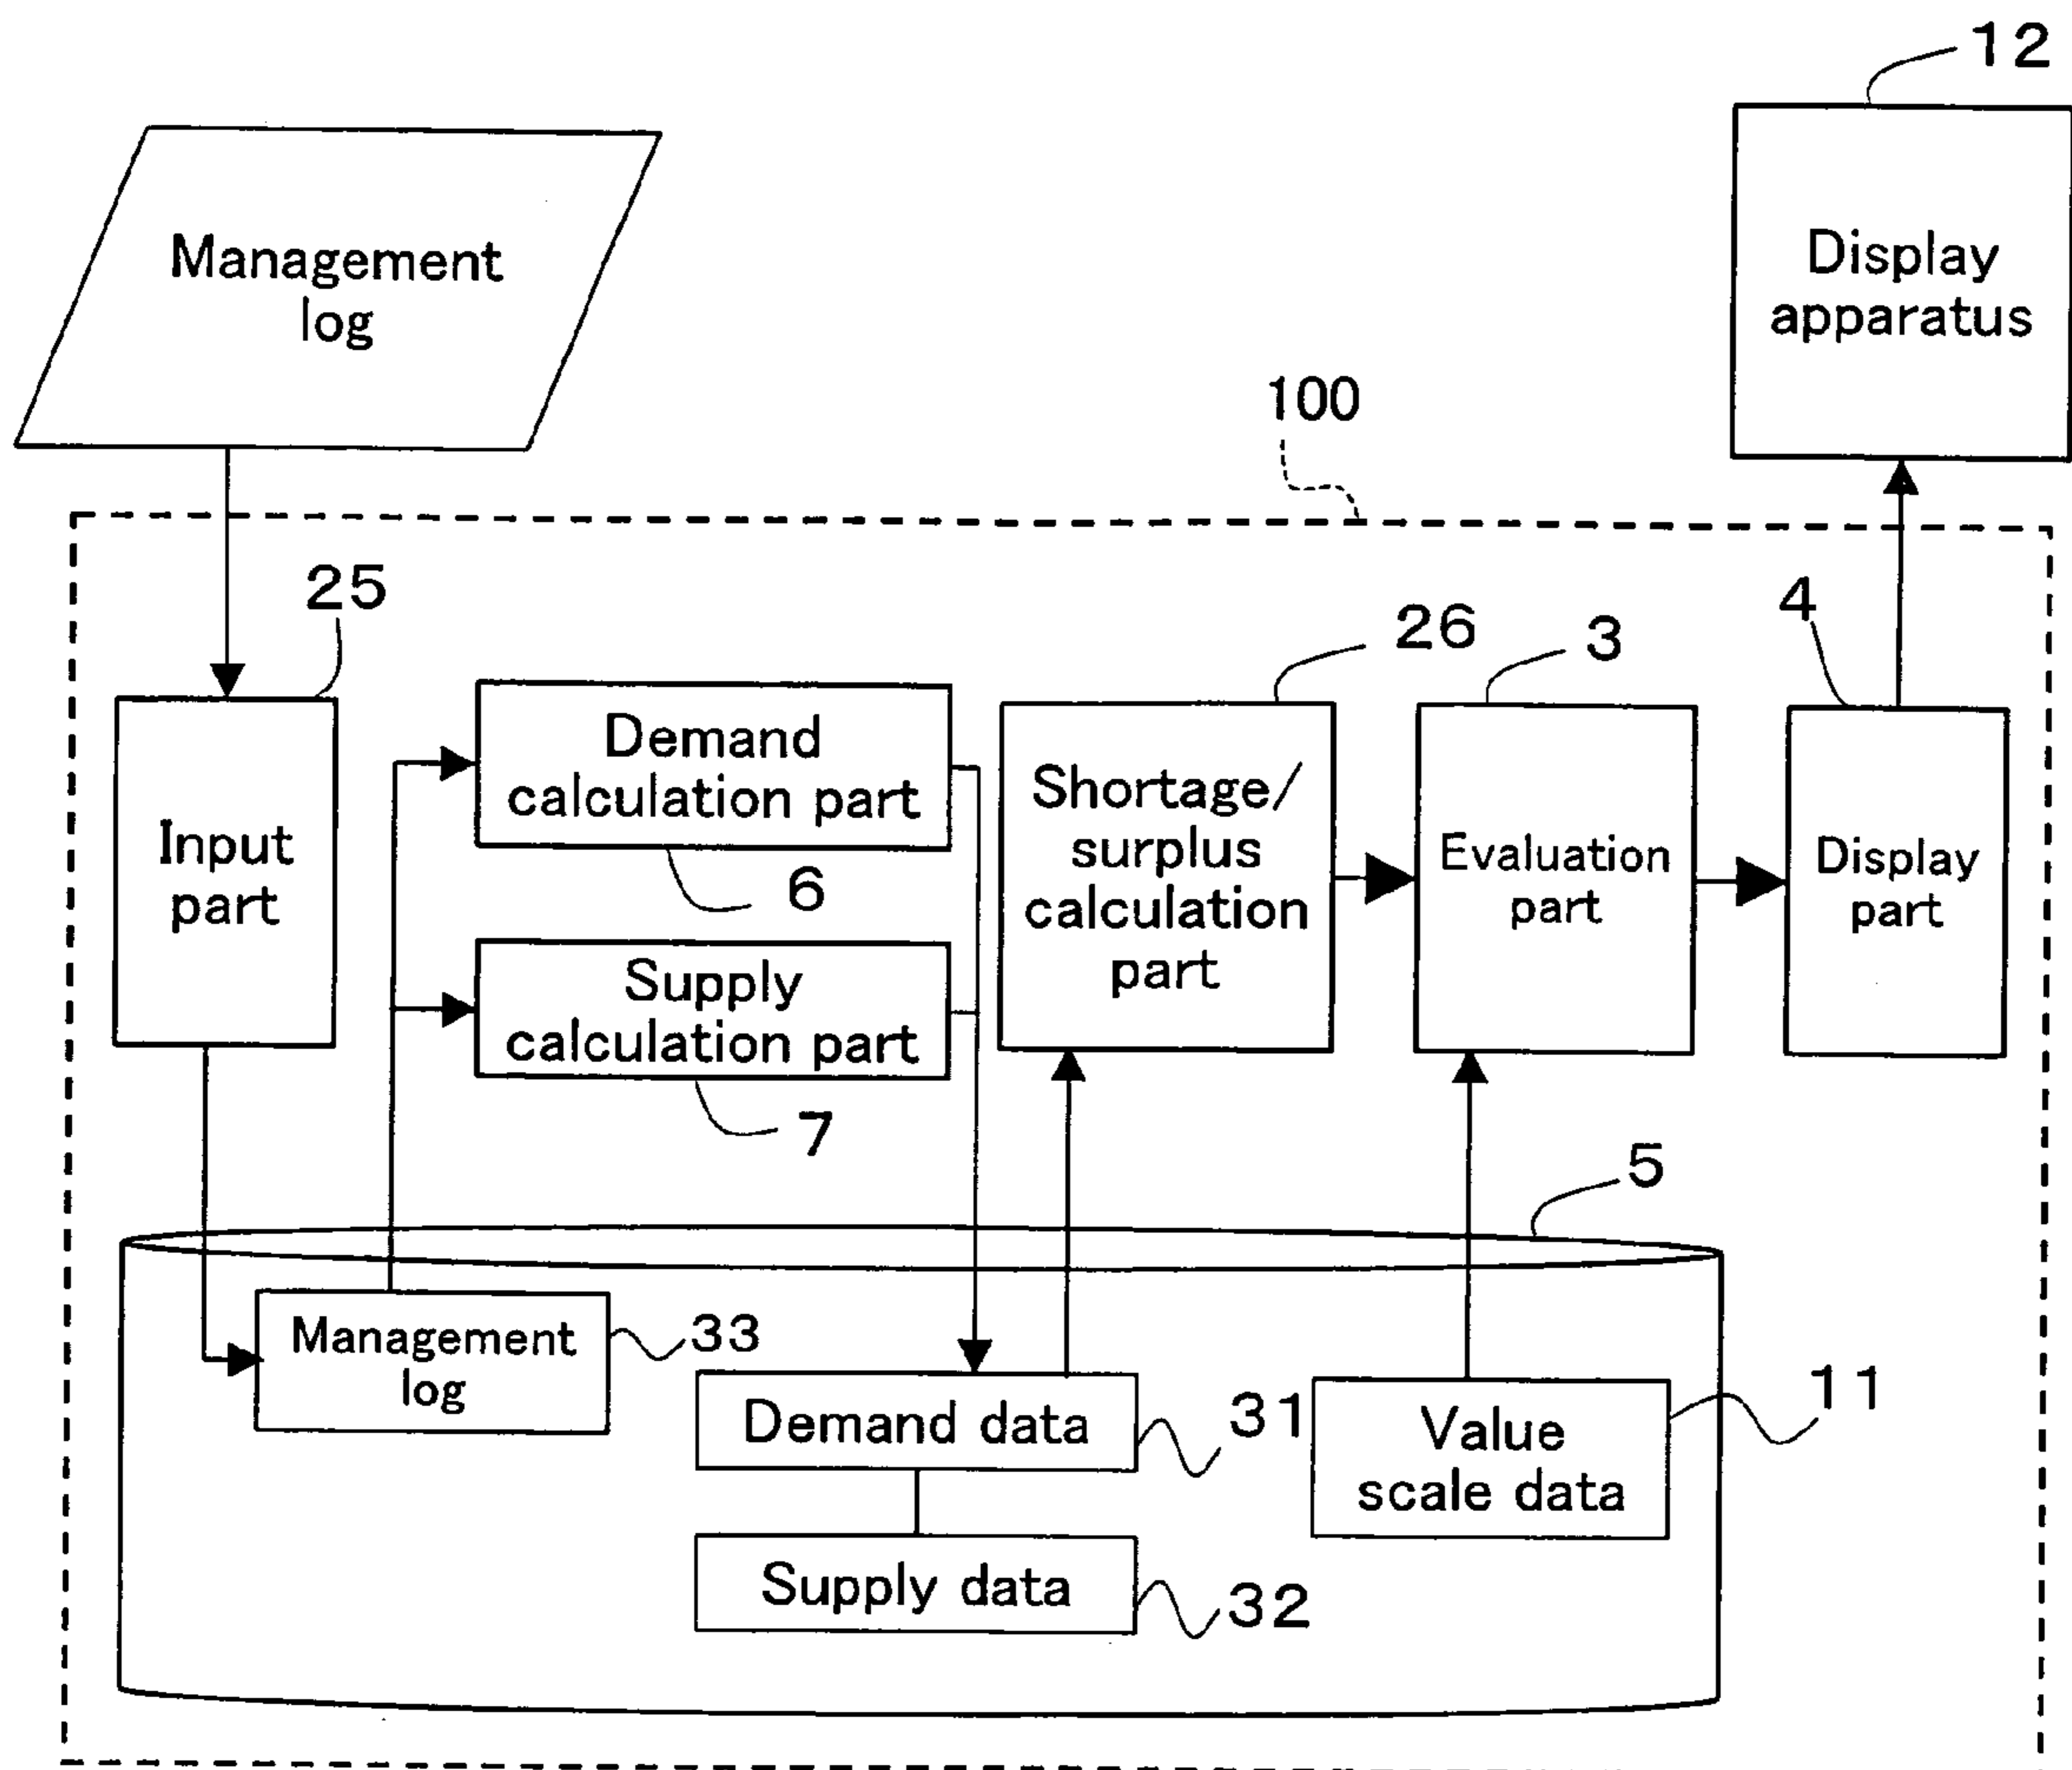 12
Management
log
Display
apparatus
100
25
26
3
4
Demand
calculation part
6
Input
part
Shortage/
surplus
calculation
part
Evaluation
part
Display
part
Supply
calculation part
7
5
Management
log
33
Demand data
31
Value
scale data
11
Supply data
32